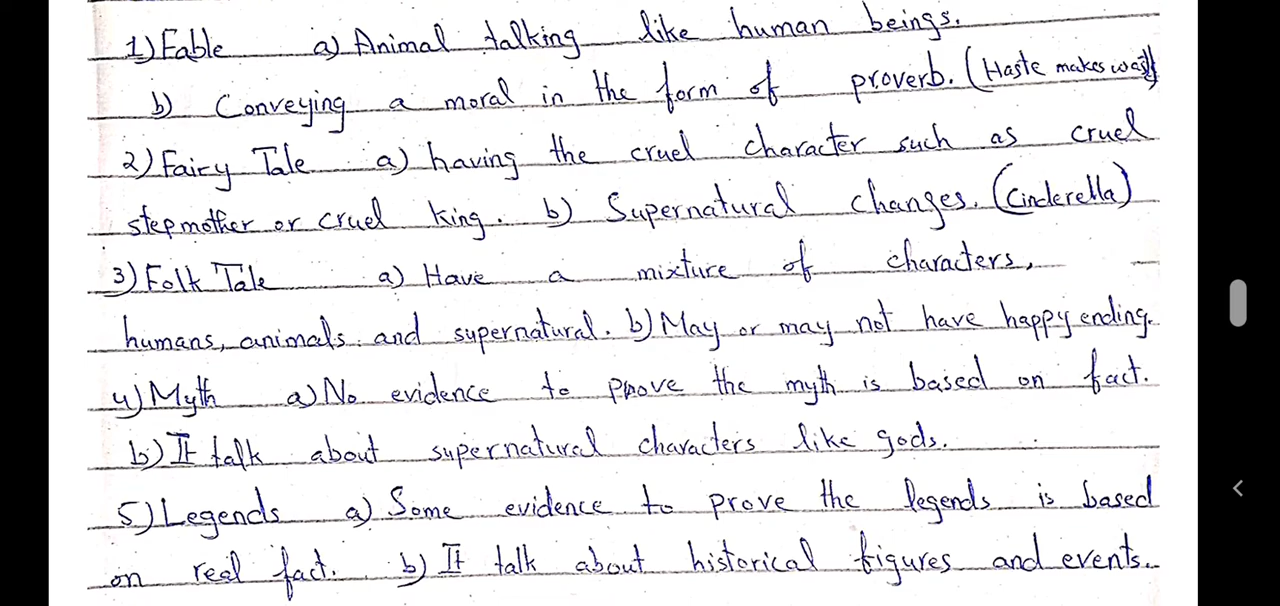 1) Fable a) Animal talking like human beings.
b) Conveying a moral in the form of proverb. (Haste makes
2) Fairy Tale a) having the cruel character such as cruel
stepmother or cruel king. b) Supernatural changes. (Cinderella)
3) Folk Tale a) Have a mixture of characters,
humans, animals and supernatural. b) May or may not have happy ending.
4) Myth a) No evidence to prove the myth is based on fact.
b) It talk about supernatural characters like gods.
5) Legends a) Some evidence to prove the legends is based
on real fact. b) It talk about historical figures and events.